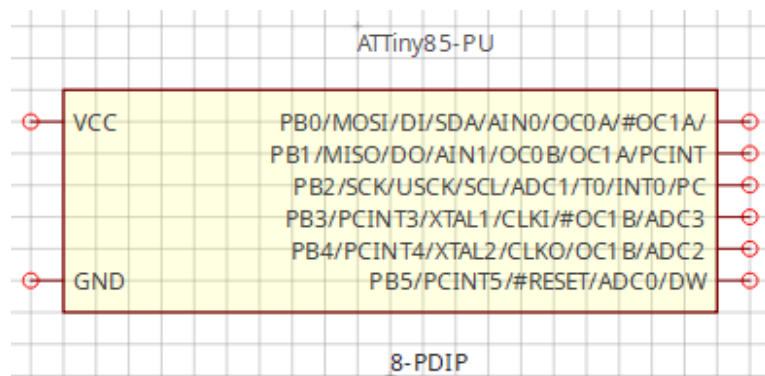 ATTiny85-PU
VCC PB0/MOSI/DI/SDA/AIN0/OC0A/#OC1A/
PB1/MISO/DO/AIN1/OC0B/OC1A/PCINT
PB2/SCK/USCK/SCL/ADC1/T0/INT0/PC
PB3/PCINT3/XTAL1/CLKI/#OC1B/ADC3
PB4/PCINT4/XTAL2/CLKO/OC1B/ADC2
GND PB5/PCINT5/#RESET/ADC0/DW
8-PDIP